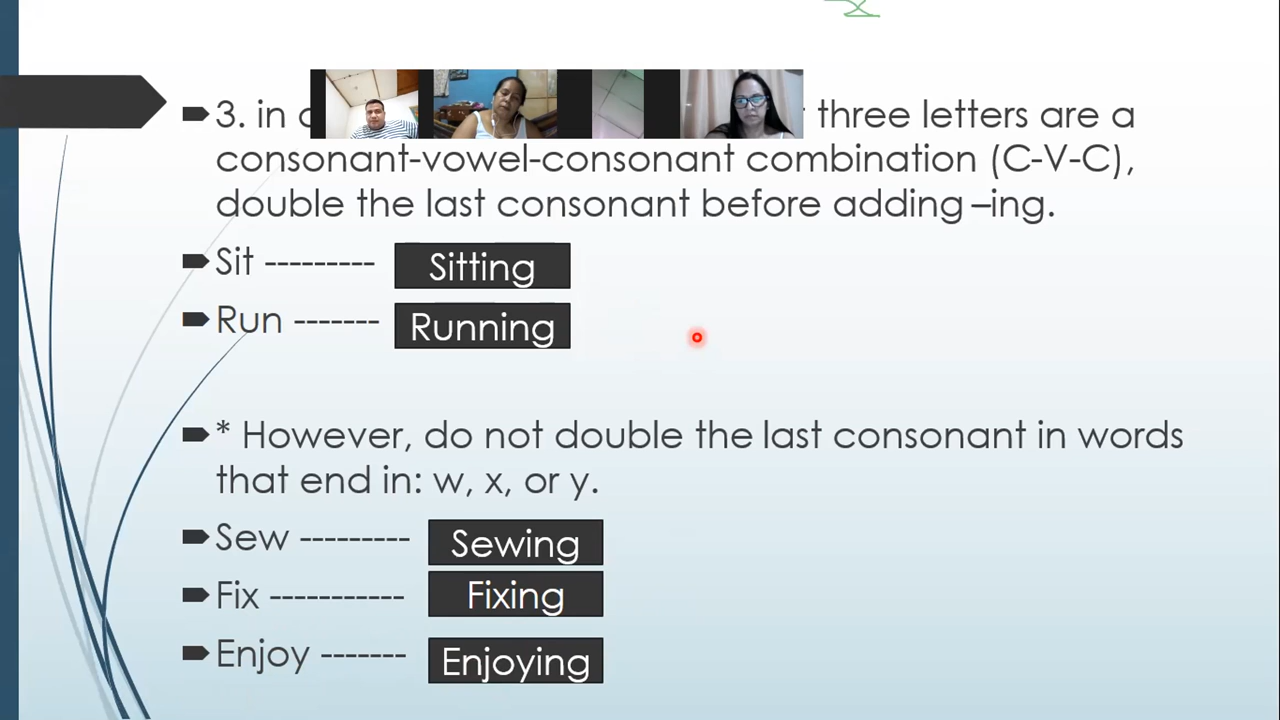 3. in three letters are a
consonant-vowel-consonant combination (C-V-C),
double the last consonant before adding –ing.
Sit --------- Sitting
Run ------- Running
* However, do not double the last consonant in words
that end in: w, x, or y.
Sew --------- Sewing
Fix ----------- Fixing
Enjoy ------- Enjoying